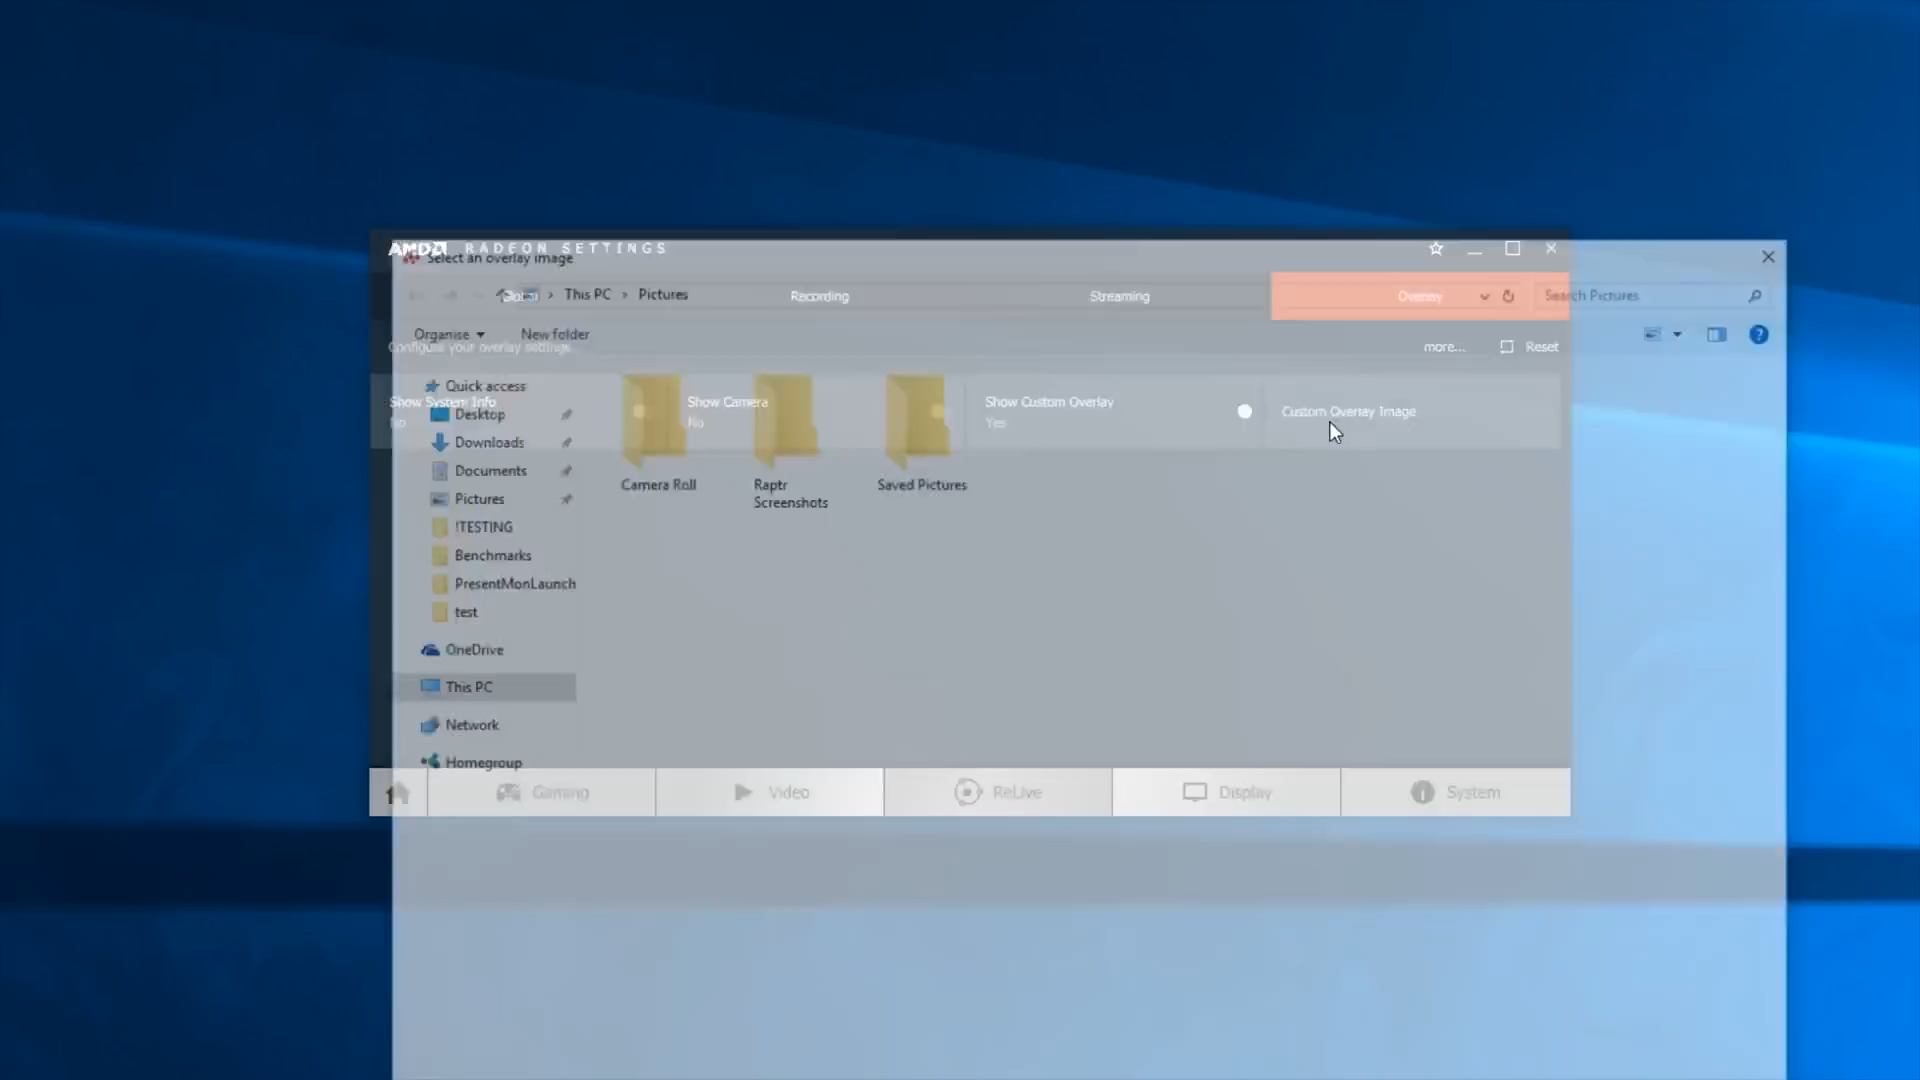 AMD RADEON SETTINGS
Select an overlay image
Global
This PC > Pictures
Recording
Streaming
Overlay
Search Pictures
Organise
New folder
Configure your overlay settings
more...
Reset
Quick access
Show System Info
No
Show Camera
No
Show Custom Overlay
Yes
Custom Overlay Image
Desktop
Downloads
Documents
Pictures
!TESTING
Benchmarks
PresentMonLaunch
test
OneDrive
This PC
Network
Homegroup
Camera Roll
Raptr
Screenshots
Saved Pictures
Gaming
Video
ReLive
Display
System